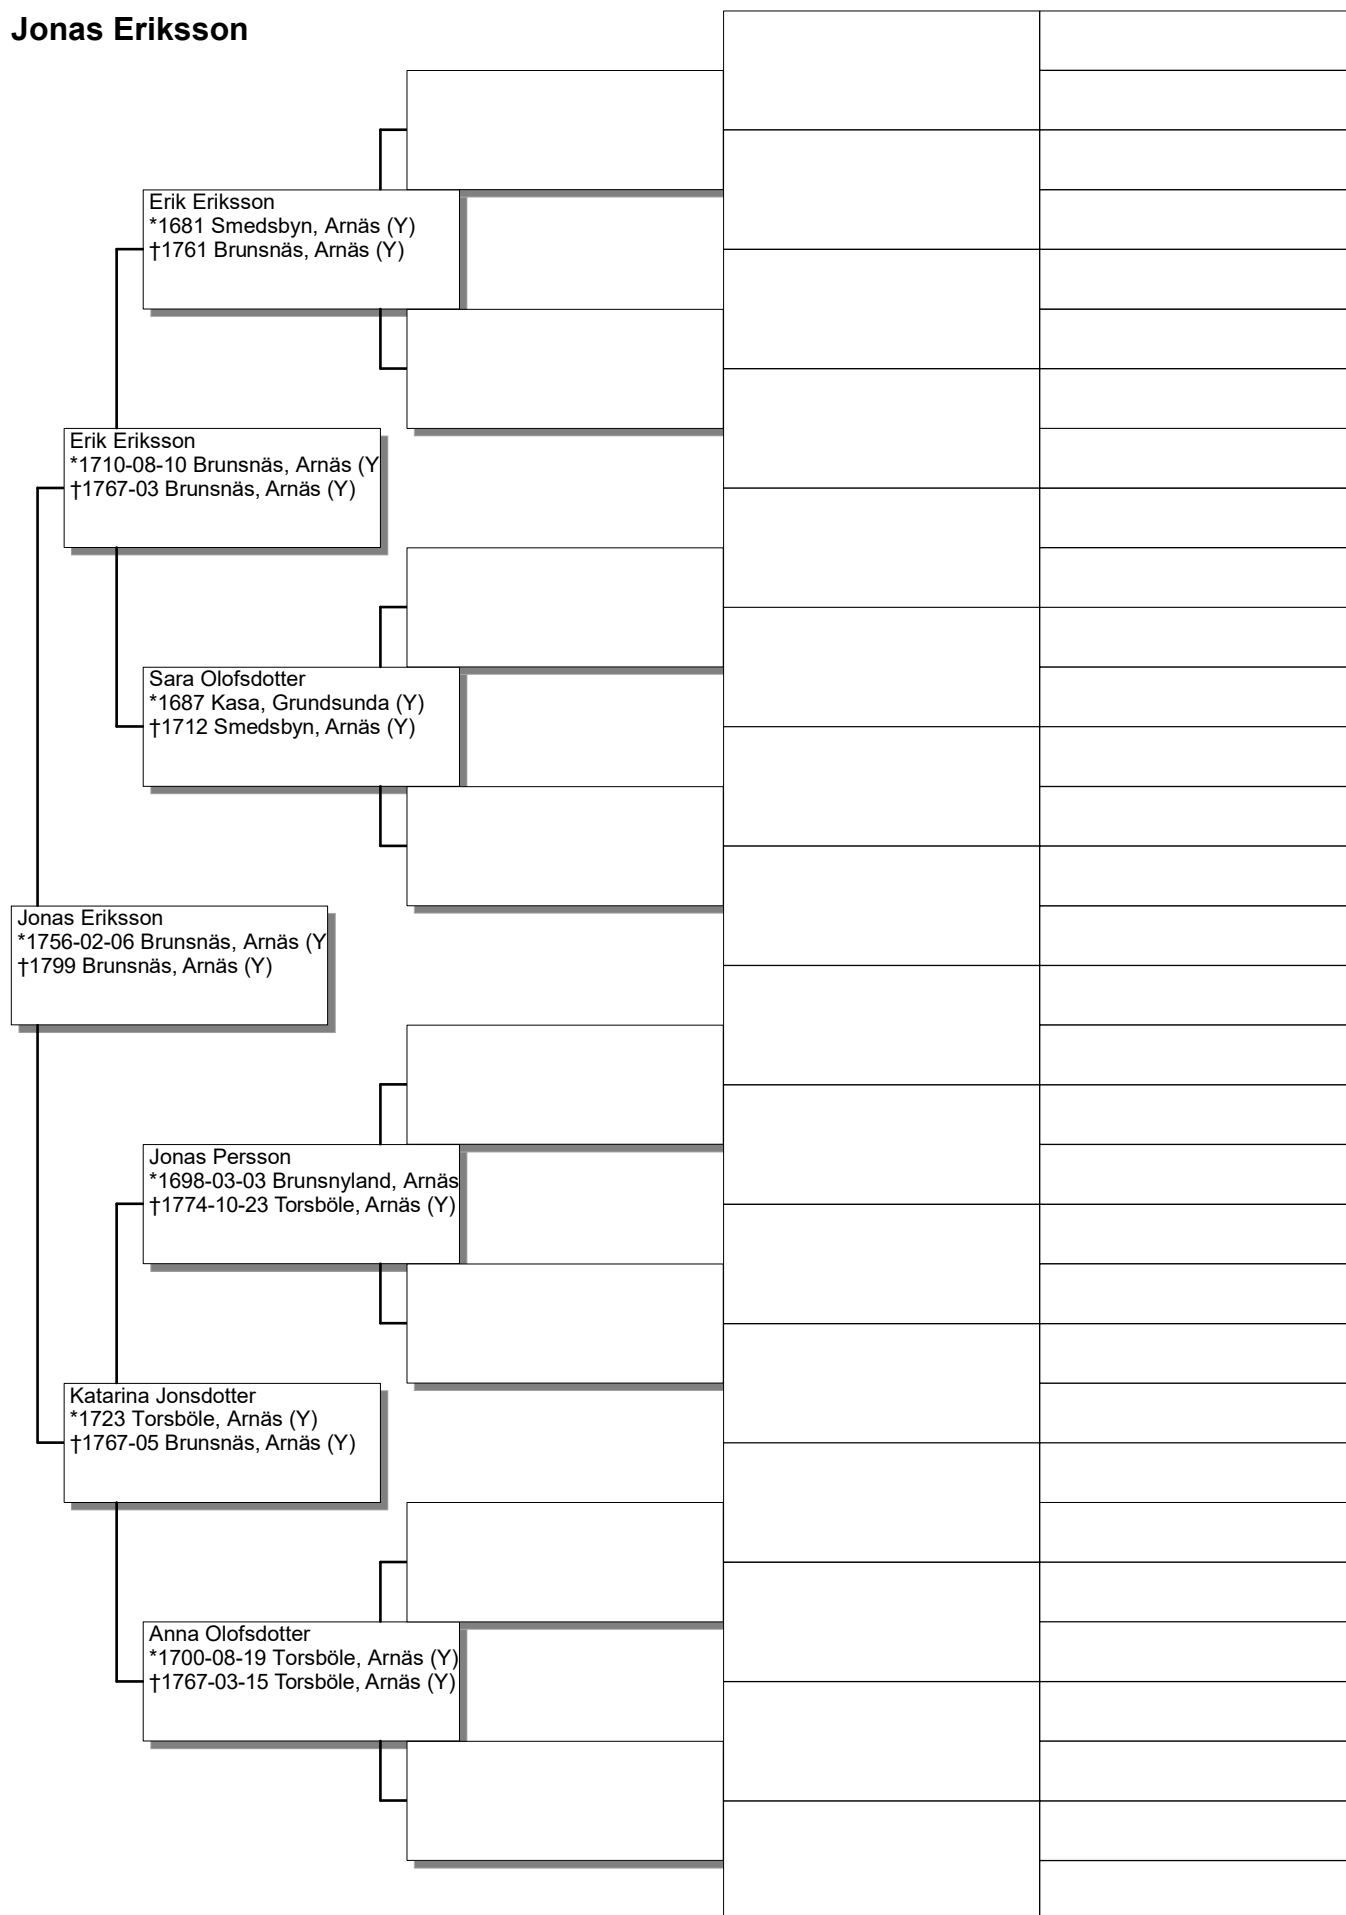 Jonas Eriksson
Erik Eriksson
*1681 Smedsbyn, Arnäs (Y)
†1761 Brunsnäs, Arnäs (Y)
Erik Eriksson
*1710-08-10 Brunsnäs, Arnäs (Y
†1767-03 Brunsnäs, Arnäs (Y)
Sara Olofsdotter
*1687 Kasa, Grundsunda (Y)
†1712 Smedsbyn, Arnäs (Y)
Jonas Eriksson
*1756-02-06 Brunsnäs, Arnäs (Y
†1799 Brunsnäs, Arnäs (Y)
Jonas Persson
*1698-03-03 Brunsnyland, Arnäs
†1774-10-23 Torsböle, Arnäs (Y)
Katarina Jonsdotter
*1723 Torsböle, Arnäs (Y)
†1767-05 Brunsnäs, Arnäs (Y)
Anna Olofsdotter
*1700-08-19 Torsböle, Arnäs (Y)
†1767-03-15 Torsböle, Arnäs (Y)